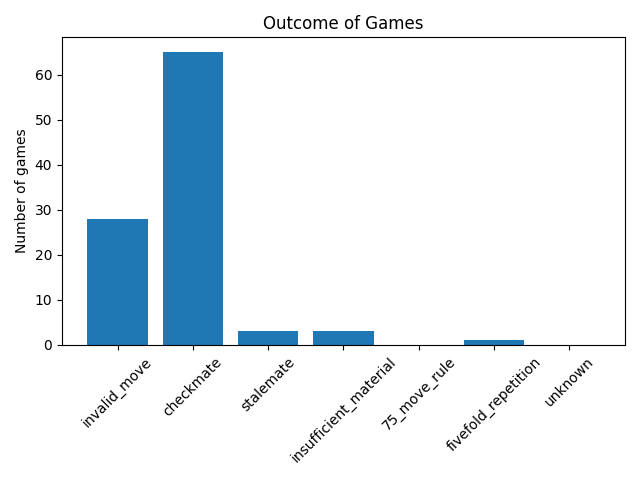 Outcome of Games
Number of games
60
50
40
30
20
10
0
invalid_move
checkmate
stalemate
insufficient_material
75_move_rule
fivefold_repetition
unknown